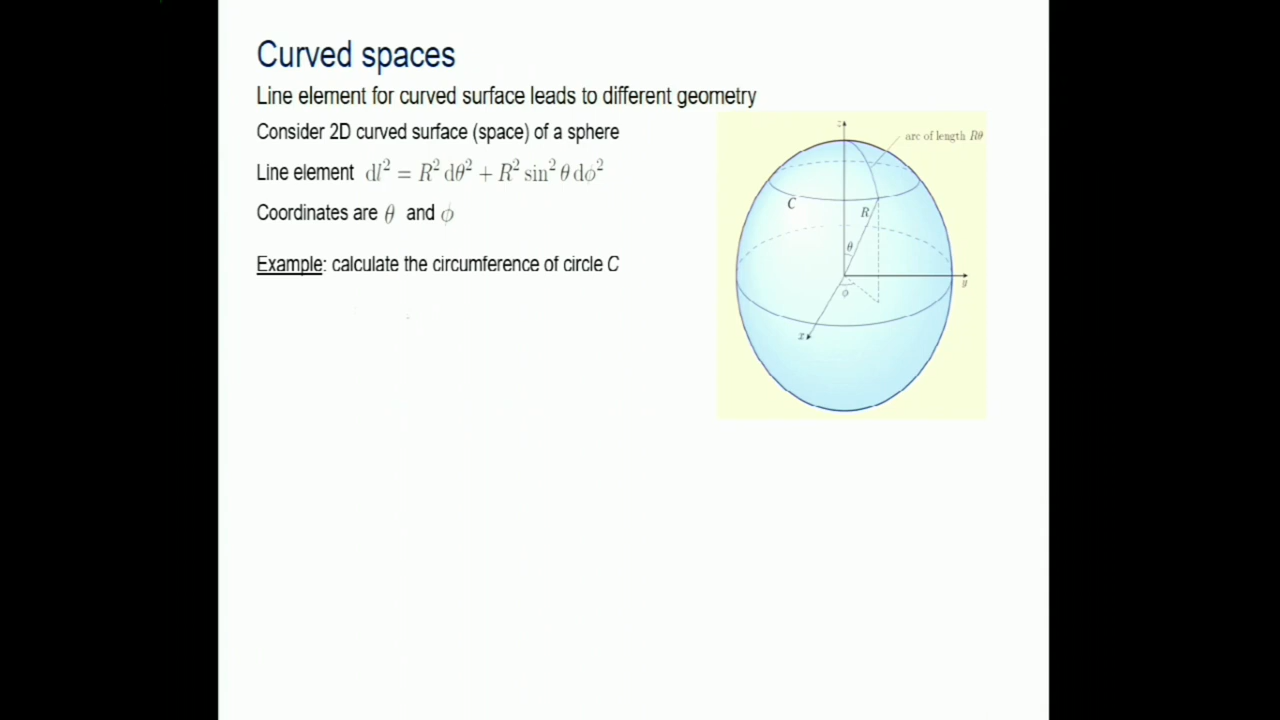 Curved spaces
Line element for curved surface leads to different geometry
Consider 2D curved surface (space) of a sphere
Line element dl² = R² dθ² + R² sin² θ dϕ²
Coordinates are θ and ϕ
Example: calculate the circumference of circle C
z
arc of length Rθ
C
R
θ
y
ϕ
x